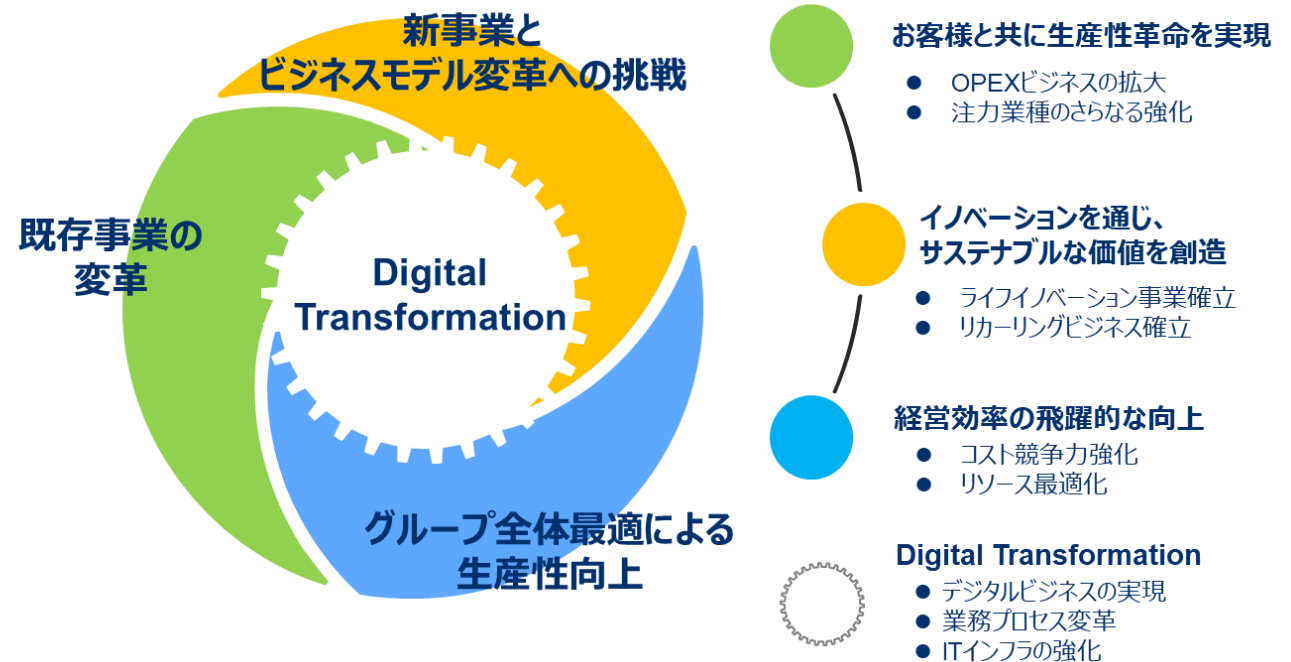 新事業と
ビジネスモデル変革への挑戦
既存事業の
変革
Digital
Transformation
グループ全体最適による
生産性向上
お客様と共に生産性革命を実現
● OPEXビジネスの拡大
● 注力業種のさらなる強化
イノベーションを通じ、
サステナブルな価値を創造
● ライフイノベーション事業確立
● リカーリングビジネス確立
経営効率の飛躍的な向上
● コスト競争力強化
● リソース最適化
Digital Transformation
● デジタルビジネスの実現
● 業務プロセス変革
● ITインフラの強化